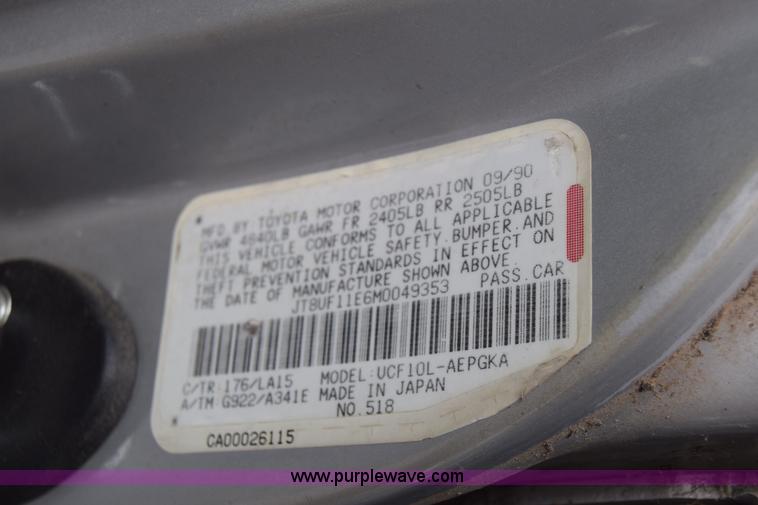 MFD. BY TOYOTA MOTOR CORPORATION 09/90
GVWR 4840LB GAWR FR 2405LB RR 2505LB
THIS VEHICLE CONFORMS TO ALL APPLICABLE
FEDERAL MOTOR VEHICLE SAFETY.BUMPER.AND
THEFT PREVENTION STANDARDS IN EFFECT ON
THE DATE OF MANUFACTURE SHOWN ABOVE.
JT8UF11E6M0049353 PASS.CAR
C/TR:176/LA15 MODEL:UCF10L-AEPGKA
A/TM G922/A341E MADE IN JAPAN
NO.518
CA00026115
www.purplewave.com